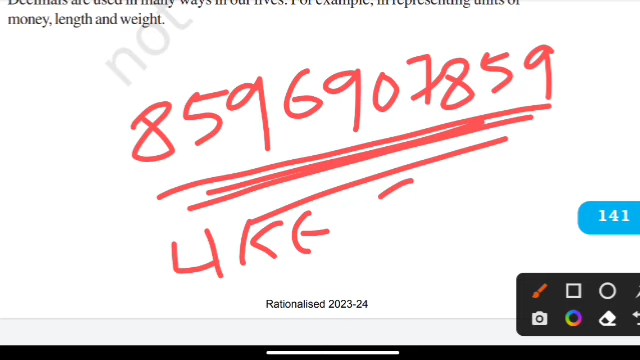 Decimals are used in many ways in our lives. For example, in representing units of
money, length and weight.
not
8596907859
141
Rationalised 2023-24